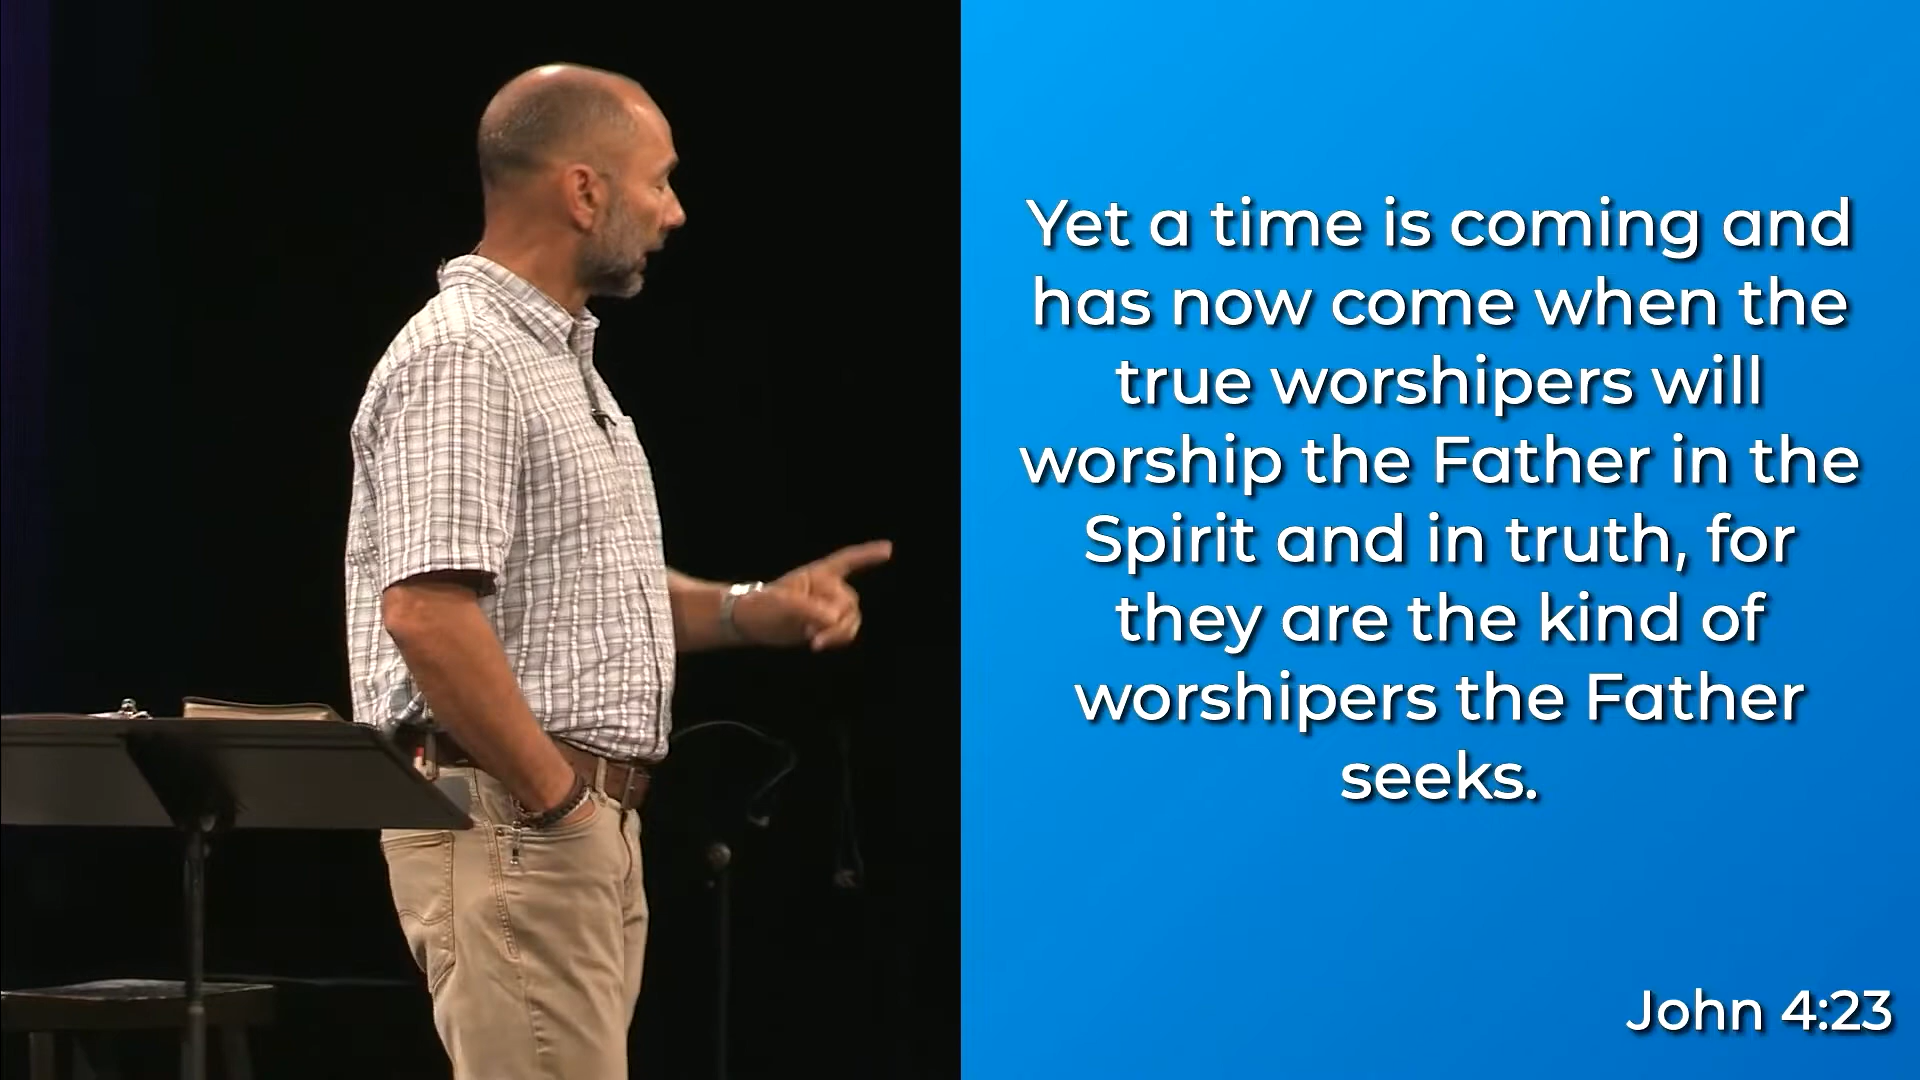 Yet a time is coming and
has now come when the
true worshipers will
worship the Father in the
Spirit and in truth, for
they are the kind of
worshipers the Father
seeks.
John 4:23